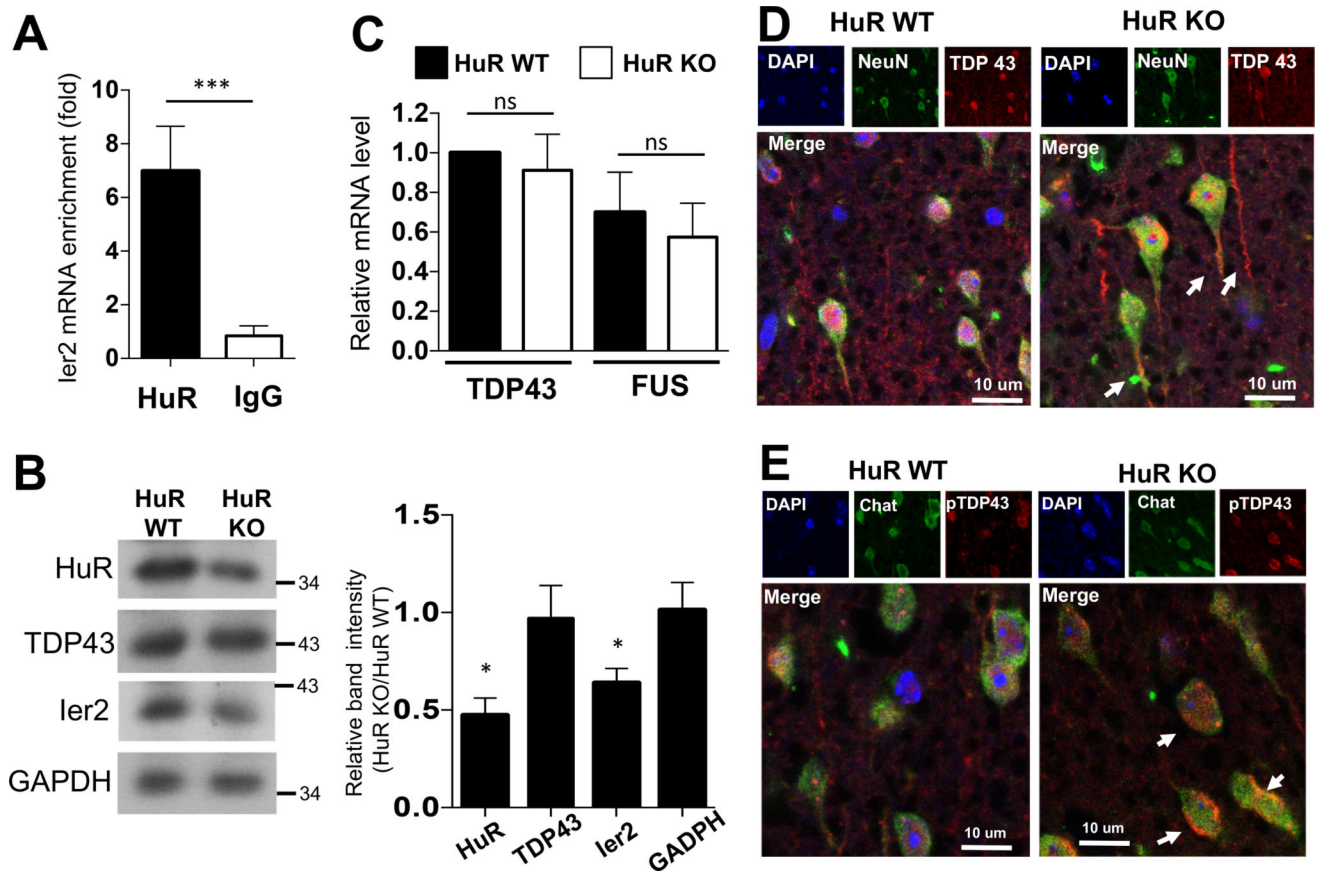 A
Ier2 mRNA enrichment (fold)
10
8
6
4
2
0
***
HuR
IgG
C
HuR WT
HuR KO
Relative mRNA level
1.2
1.0
0.8
0.6
0.4
0.2
0.0
ns
ns
TDP43
FUS
B
HuR WT
HuR KO
HuR
34
TDP43
43
43
Ier2
GAPDH
34
Relative band intensity
(HuR KO/HuR WT)
1.5
1.0
0.5
0.0
*
*
HuR
TDP43
Ier2
GADPH
D
HuR WT
HuR KO
DAPI
NeuN
TDP 43
DAPI
NeuN
TDP 43
Merge
Merge
10 um
10 um
E
HuR WT
HuR KO
DAPI
Chat
pTDP43
DAPI
Chat
pTDP43
Merge
Merge
10 um
10 um